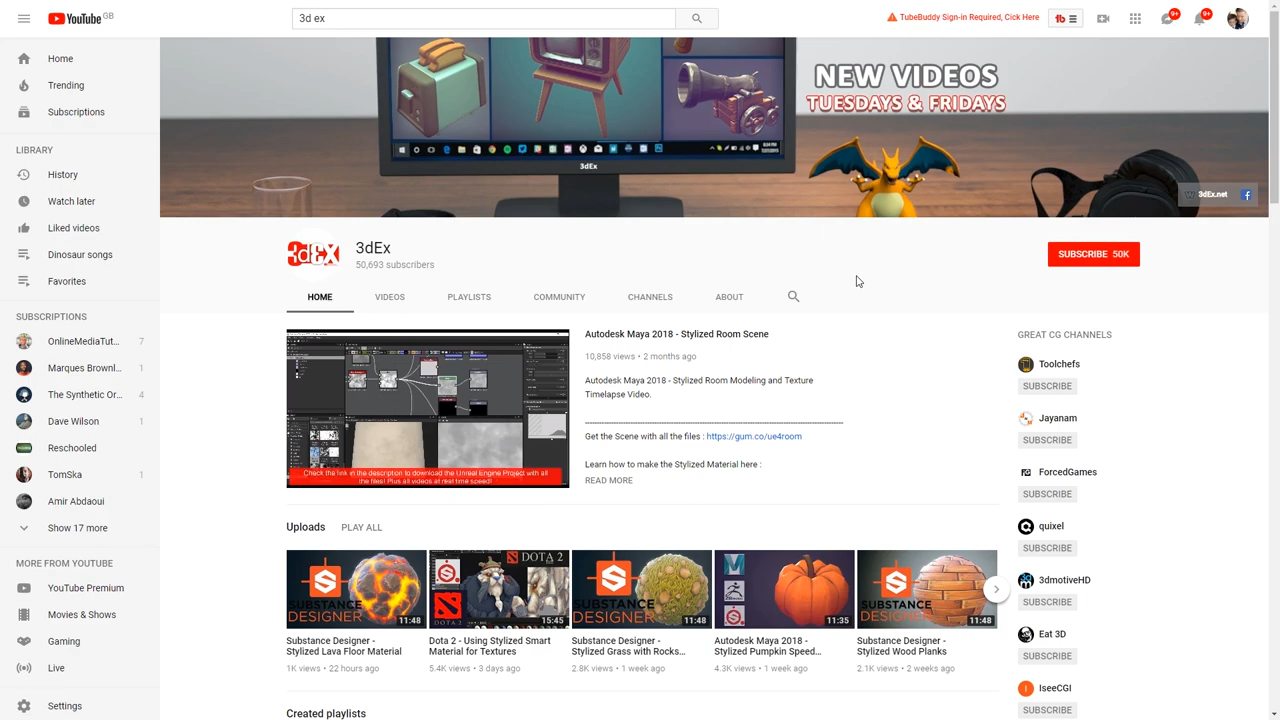 YouTube GB
3d ex
TubeBuddy Sign-in Required, Click Here
tb
9+
9+
Home
Trending
Subscriptions
LIBRARY
History
Watch later
Liked videos
Dinosaur songs
Favorites
SUBSCRIPTIONS
OnlineMediaTut... 7
Marques Brownl... 1
The Synthetic Or... 4
Dave Wilson 1
RestReeled
TomSka 1
Amir Abdaoui
Show 17 more
MORE FROM YOUTUBE
YouTube Premium
Movies & Shows
Gaming
Live
Settings
NEW VIDEOS
TUESDAYS & FRIDAYS
3dEx
3dEx.net
3dEX
3dEx
50,693 subscribers
SUBSCRIBE 50K
HOME VIDEOS PLAYLISTS COMMUNITY CHANNELS ABOUT
Check the link in the description to download the Unreal Engine Project with all
the files! Plus all videos at real time speed!
Autodesk Maya 2018 - Stylized Room Scene
10,858 views • 2 months ago
Autodesk Maya 2018 - Stylized Room Modeling and Texture
Timelapse Video.
Get the Scene with all the files : https://gum.co/ue4room
Learn how to make the Stylized Material here :
READ MORE
Uploads PLAY ALL
SUBSTANCE
DESIGNER
11:48
Substance Designer -
Stylized Lava Floor Material
1K views • 22 hours ago
DOTA 2
15:45
Dota 2 - Using Stylized Smart
Material for Textures
5.4K views • 3 days ago
SUBSTANCE
DESIGNER
11:48
Substance Designer -
Stylized Grass with Rocks...
2.8K views • 1 week ago
11:35
Autodesk Maya 2018 -
Stylized Pumpkin Speed...
4.3K views • 1 week ago
SUBSTANCE
DESIGNER
11:48
Substance Designer -
Stylized Wood Planks
2.1K views • 2 weeks ago
Created playlists
GREAT CG CHANNELS
Toolchefs
SUBSCRIBE
Jayanam
SUBSCRIBE
ForcedGames
SUBSCRIBE
quixel
SUBSCRIBE
3dmotiveHD
SUBSCRIBE
Eat 3D
SUBSCRIBE
IseeCGI
SUBSCRIBE